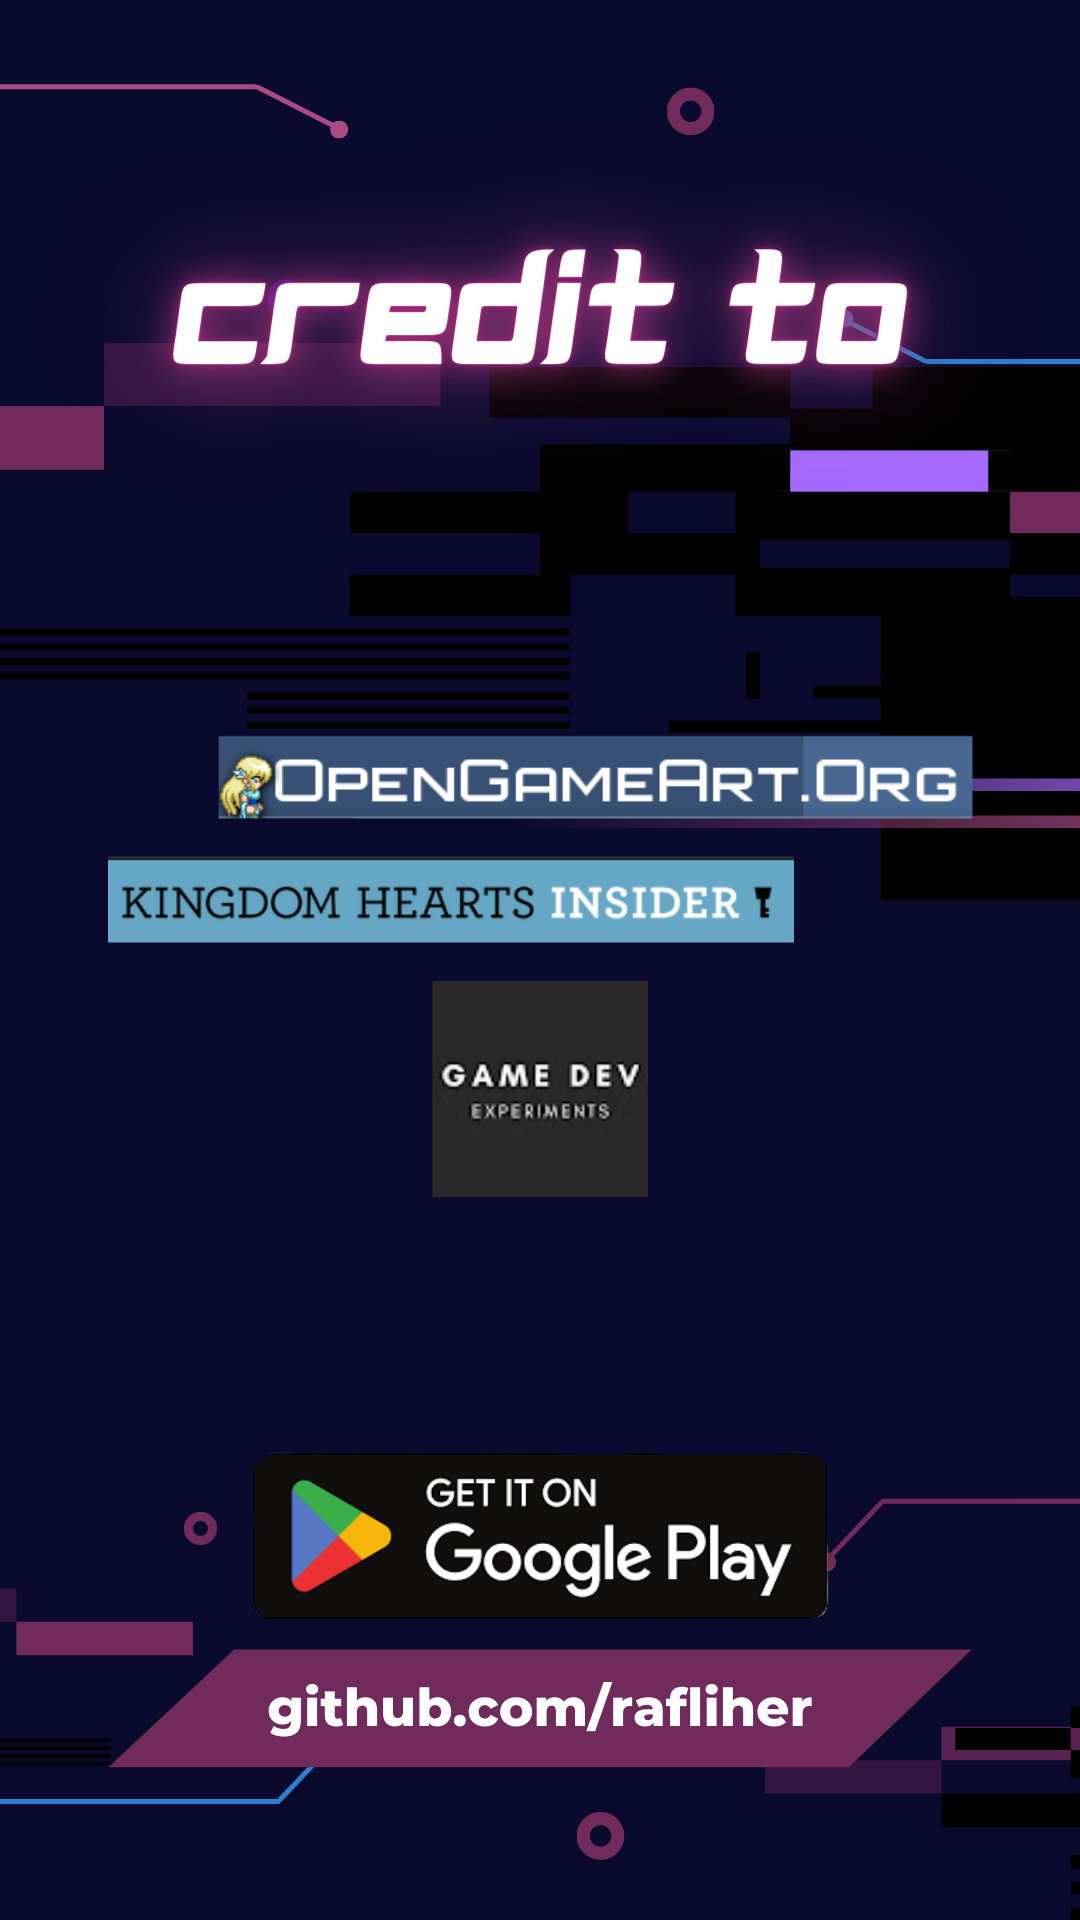 credit to
OPENGAMEART.ORG
KINGDOM HEARTS INSIDER
GAME DEV
EXPERIMENTS
GET IT ON
Google Play
github.com/rafliher